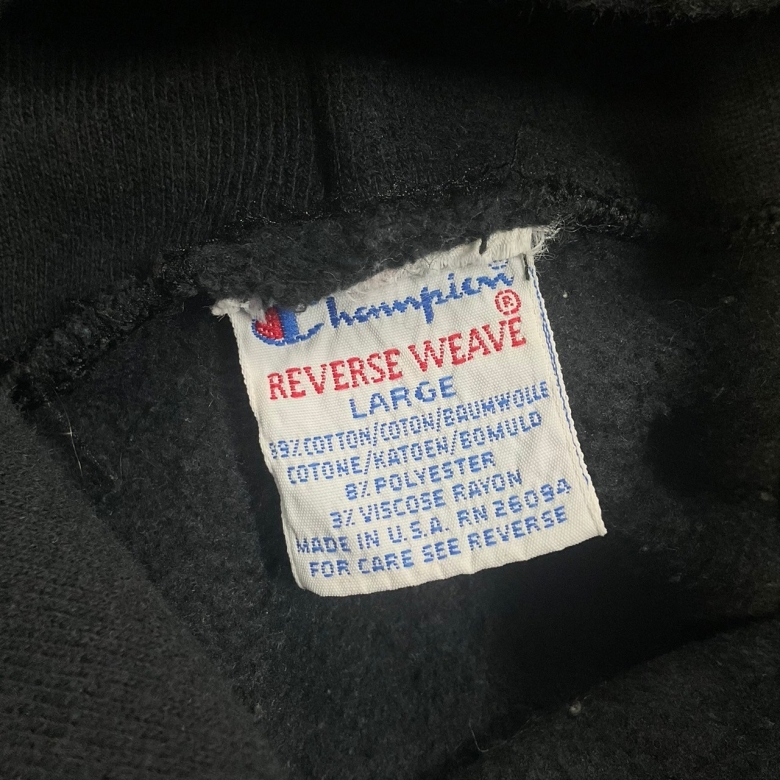 Champion®
REVERSE WEAVE
LARGE
89% COTTON/COTON/BAUMWOLLE
COTONE/KATOEN/BOMULD
8% POLYESTER
3% VISCOSE RAYON
MADE IN U.S.A. RN 26094
FOR CARE SEE REVERSE